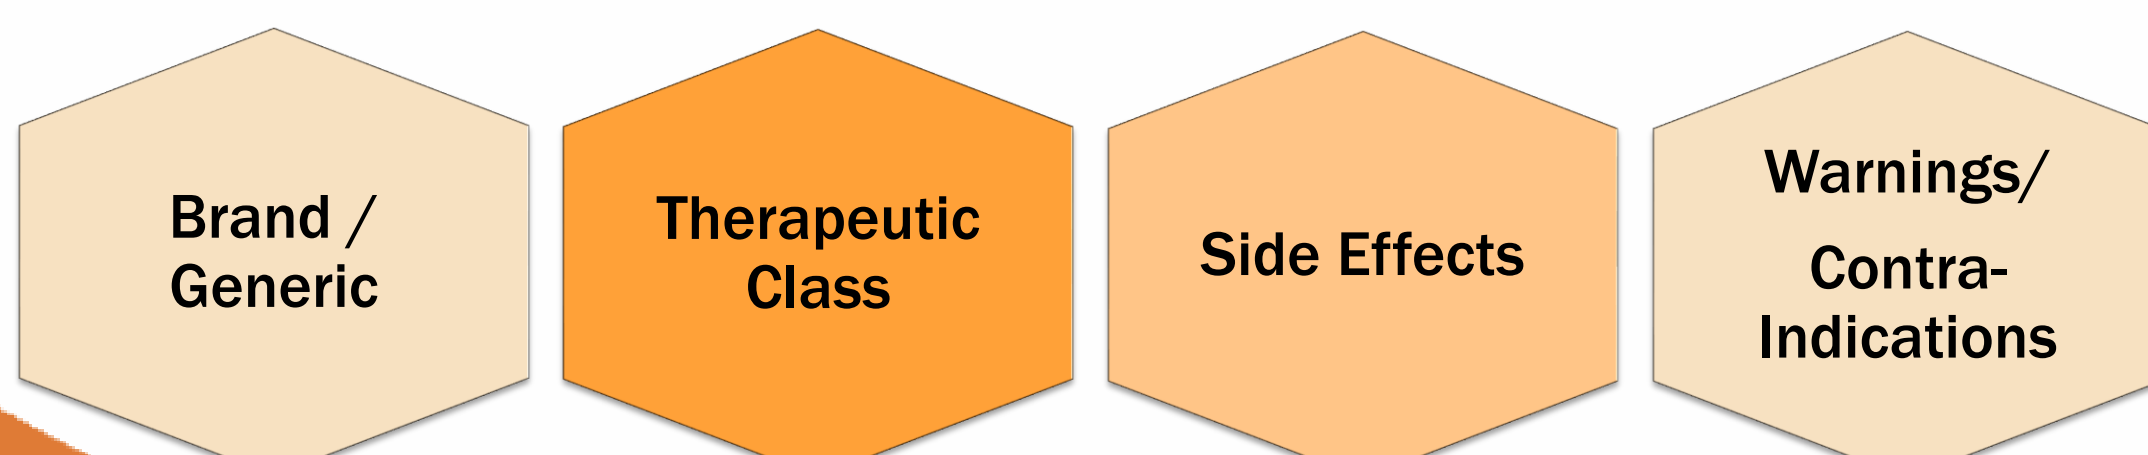 Brand /
Generic
Therapeutic
Class
Side Effects
Warnings/
Contra-
Indications